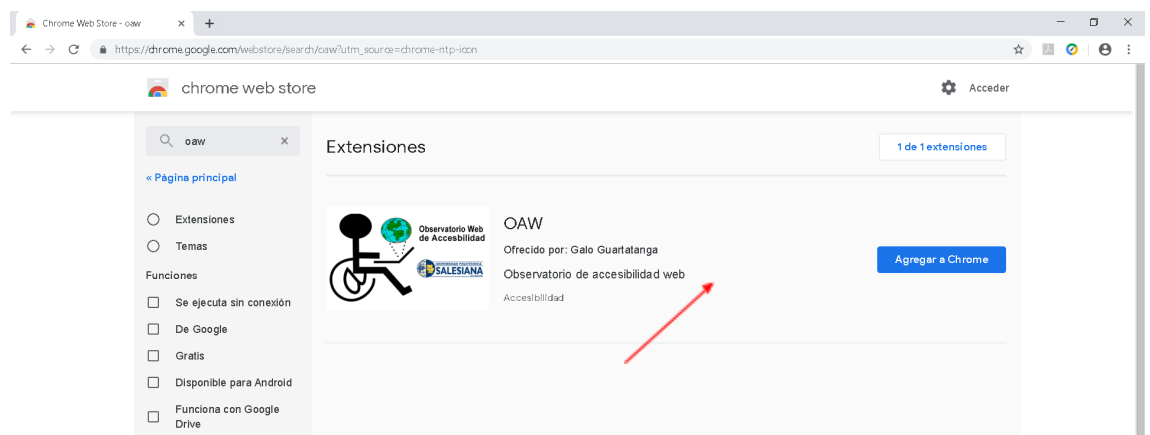 Chrome Web Store - oaw
https://chrome.google.com/webstore/search/oaw?utm_source=chrome-ntp-icon
chrome web store
Acceder
oaw
« Página principal
Extensiones
Temas
Funciones
Se ejecuta sin conexión
De Google
Gratis
Disponible para Android
Funciona con Google
Drive
Extensiones
1 de 1 extensiones
Observatorio Web
de Accesbilidad
UNIVERSIDAD POLITÉCNICA
SALESIANA
OAW
Ofrecido por: Galo Guartatanga
Observatorio de accesibilidad web
Accesibilidad
Agregar a Chrome